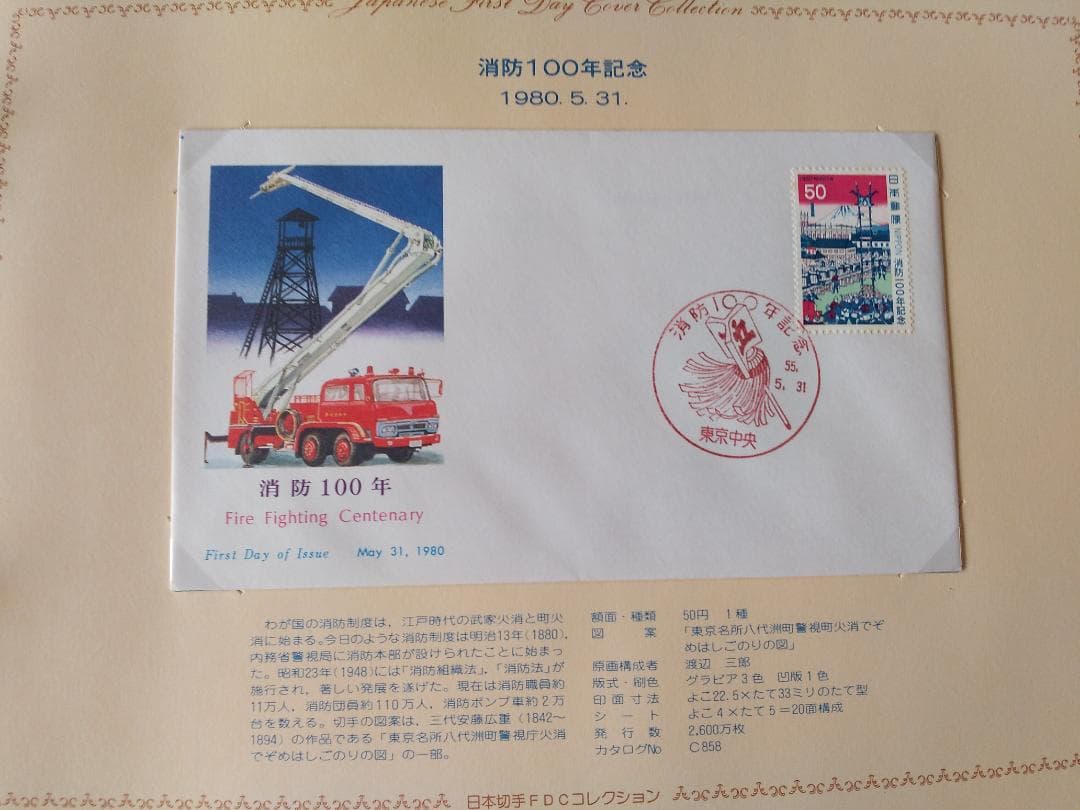 Japanese First Day Cover Collection
消防100年記念
1980. 5. 31.
50
日本郵便 NIPPON
消防100年記念
消防100年記念
55.
5. 31
東京中央
消防100年
Fire Fighting Centenary
First Day of Issue May 31, 1980
わが国の消防制度は，江戸時代の武家火消と町火
消に始まる。今日のような消防制度は明治13年(1880)，
内務省警視局に消防本部が設けられたことに始まっ
た。昭和23年(1948)には「消防組織法」，「消防法」が
施行され，著しい発展を遂げた。現在は消防職員約
11万人，消防団員約110万人，消防ポンプ車約2万
台を数える。切手の図案は，三代安藤広重（1842〜
1894）の作品である「東京名所八代洲町警視庁火消
でぞめはしごのりの図」の一部。
額面・種類 50円 1種
図案 「東京名所八代洲町警視町火消でぞ
めはしごのりの図」
原画構成者 渡辺 三郎
版式・刷色 グラビア3色 凹版1色
印面寸法 よこ22.5×たて33ミリのたて型
シート よこ4×たて5＝20面構成
発行数 2,600万枚
カタログNo C858
日本切手FDCコレクション